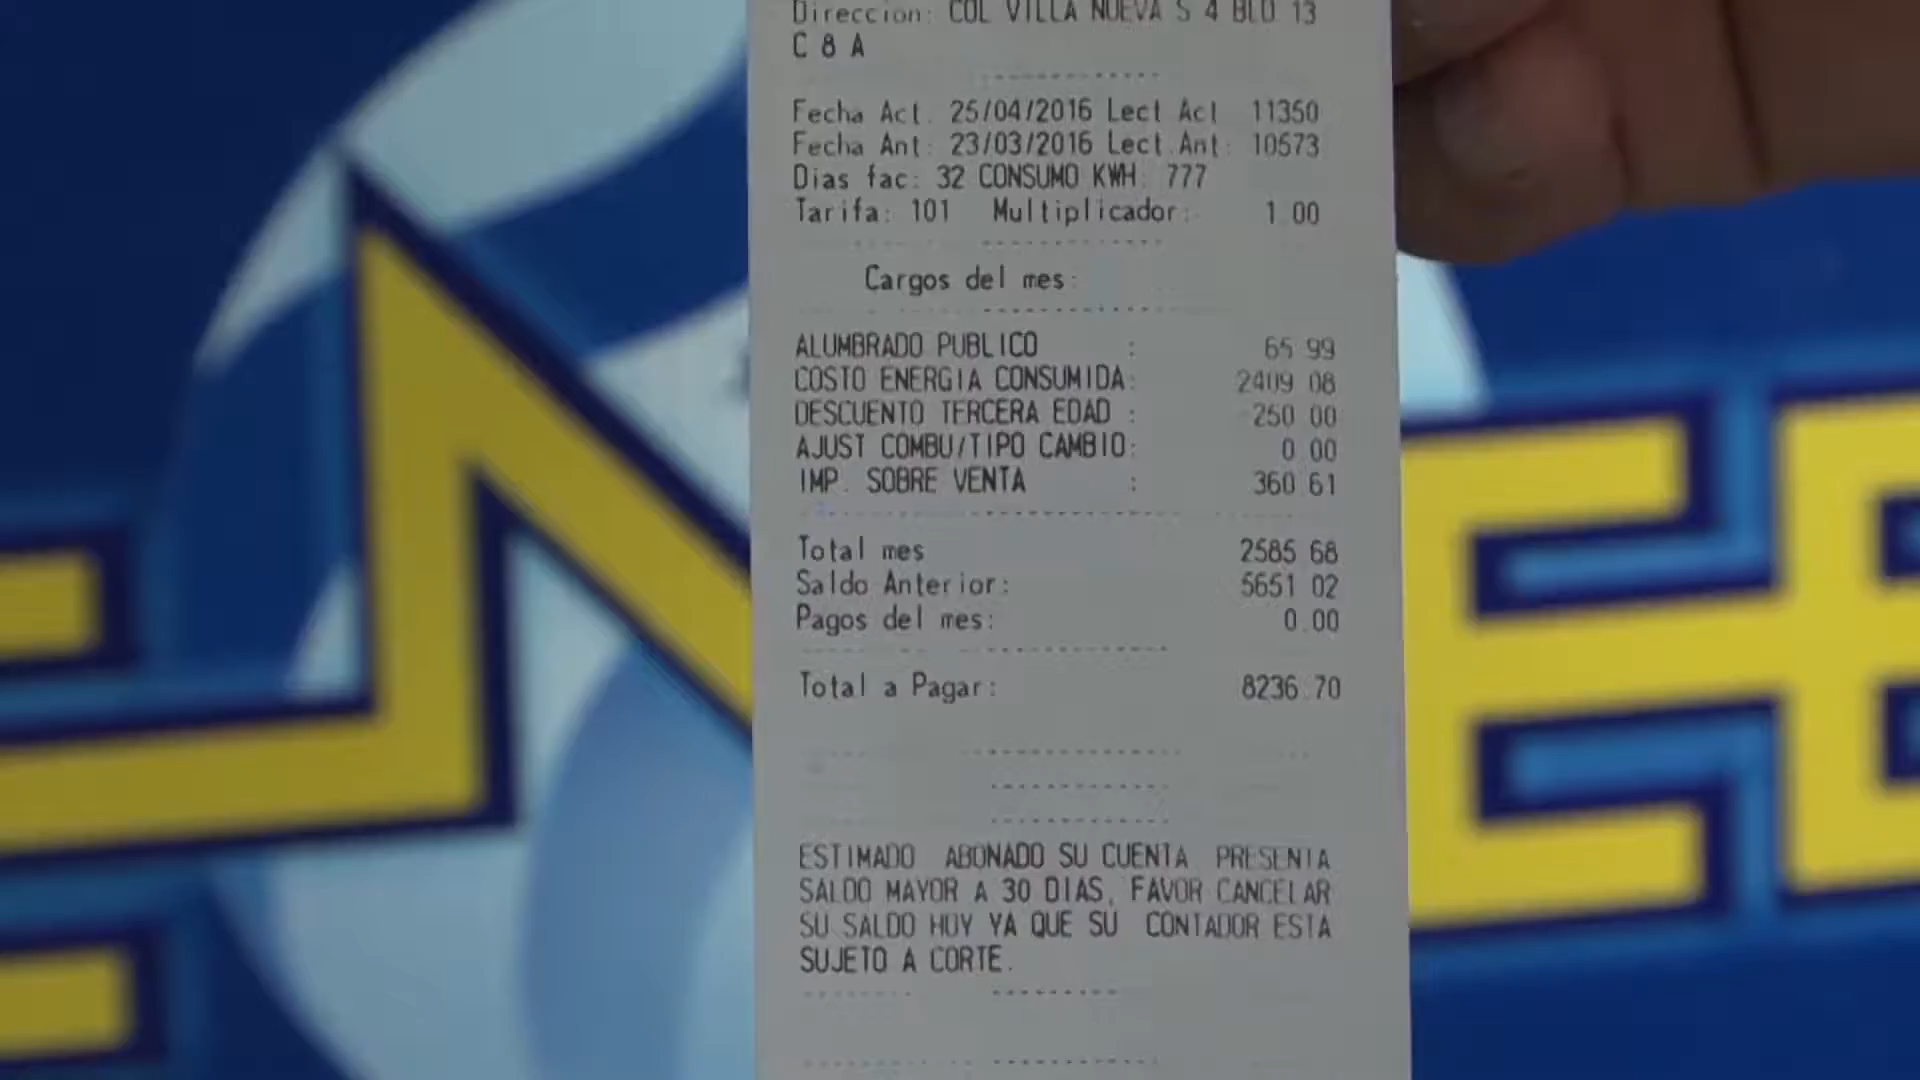 Direccion: COL VILLA NUEVA S 4 BLO 13
C 8 A
Fecha Act. 25/04/2016 Lect Act 11350
Fecha Ant: 23/03/2016 Lect.Ant: 10573
Dias fac: 32 CONSUMO KWH: 777
Tarifa: 101 Multiplicador: 1.00
Cargos del mes:
ALUMBRADO PUBLICO : 65 99
COSTO ENERGIA CONSUMIDA: 2409 08
DESCUENTO TERCERA EDAD : 250 00
AJUST COMBU/TIPO CAMBIO: 0 00
IMP. SOBRE VENTA : 360 61
Total mes 2585 68
Saldo Anterior: 5651 02
Pagos del mes: 0.00
Total a Pagar: 8236.70
ESTIMADO ABONADO SU CUENTA PRESENTA
SALDO MAYOR A 30 DIAS, FAVOR CANCELAR
SU SALDO HOY YA QUE SU CONTADOR ESTA
SUJETO A CORTE.